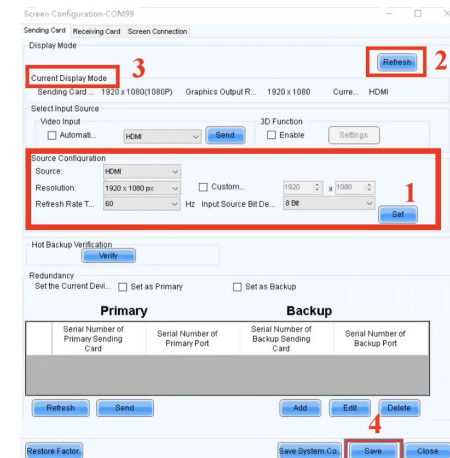 Screen Configuration-COM99
Sending Card Receiving Card Screen Connection
Display Mode
Refresh 2
Current Display Mode 3
Sending Card ... 1920 x 1080(1080P) Graphics Output R... 1920 x 1080 Curre... HDMI
Select Input Source
Video Input 3D Function
Automati... HDMI Send Enable Settings
Source Configuration
Source: HDMI
Resolution: 1920 x 1080 px Custom... 1920 x 1080 1
Refresh Rate T... 60 Hz Input Source Bit De... 8 Bit
Set
Hot Backup Verification
Verify
Redundancy
Set the Current Devi... Set as Primary Set as Backup
Primary Backup
Serial Number of Primary Sending Card Serial Number of Primary Port Serial Number of Backup Sending Card Serial Number of Backup Port
Refresh Send Add Edit Delete
4
Restore Factor.. Save System Co.. Save Close